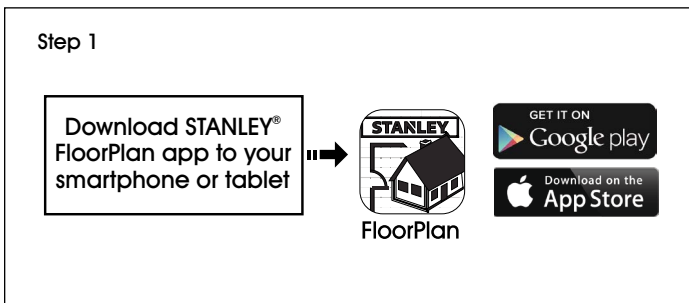 Step 1
Download STANLEY®
FloorPlan app to your
smartphone or tablet
STANLEY
FloorPlan
GET IT ON
Google play
Download on the
App Store